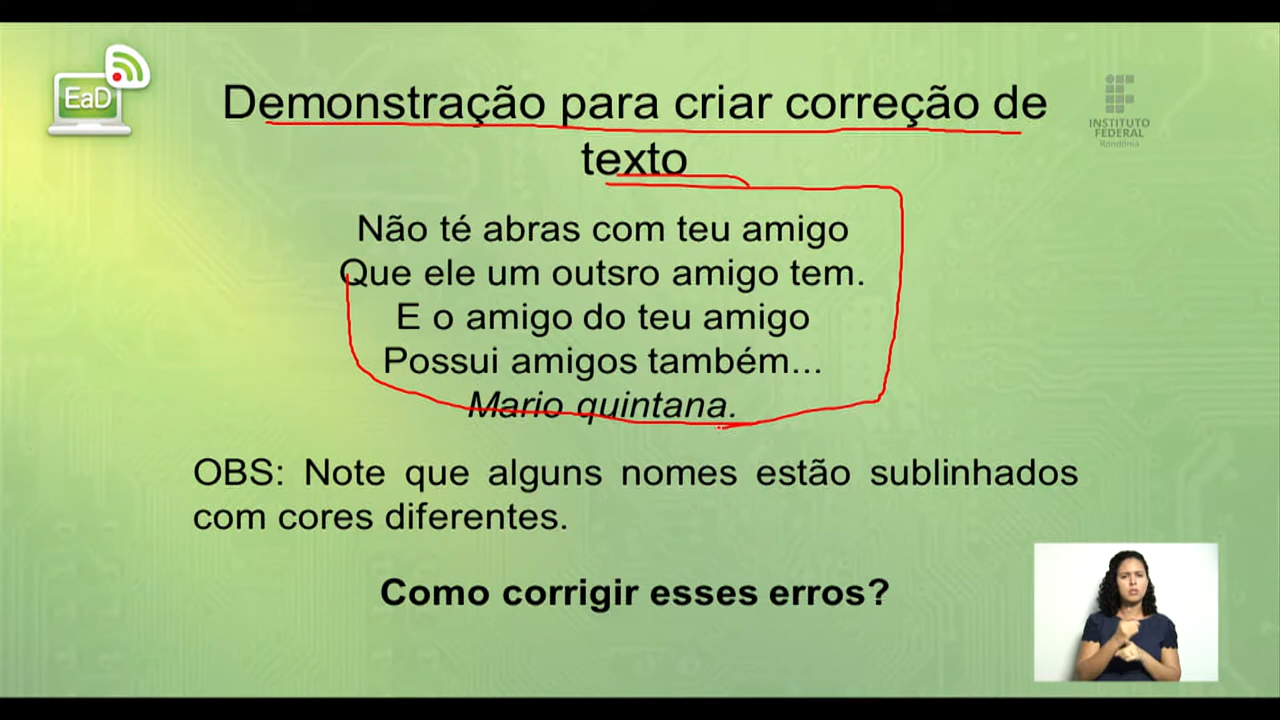 EaD
INSTITUTO
FEDERAL
Rondônia
Demonstração para criar correção de
texto
Não té abras com teu amigo
Que ele um outsro amigo tem.
E o amigo do teu amigo
Possui amigos também...
Mario quintana.
OBS: Note que alguns nomes estão sublinhados
com cores diferentes.
Como corrigir esses erros?